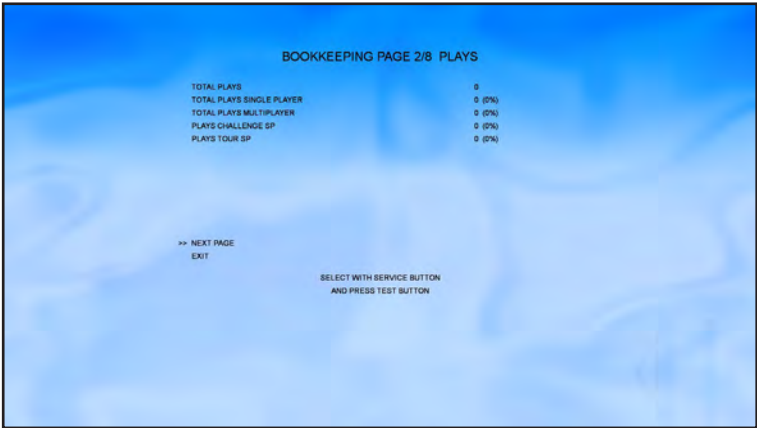 BOOKKEEPING PAGE 2/8 PLAYS
TOTAL PLAYS 0
TOTAL PLAYS SINGLE PLAYER 0 (0%)
TOTAL PLAYS MULTIPLAYER 0 (0%)
PLAYS CHALLENGE SP 0 (0%)
PLAYS TOUR SP 0 (0%)
>> NEXT PAGE
EXIT
SELECT WITH SERVICE BUTTON
AND PRESS TEST BUTTON